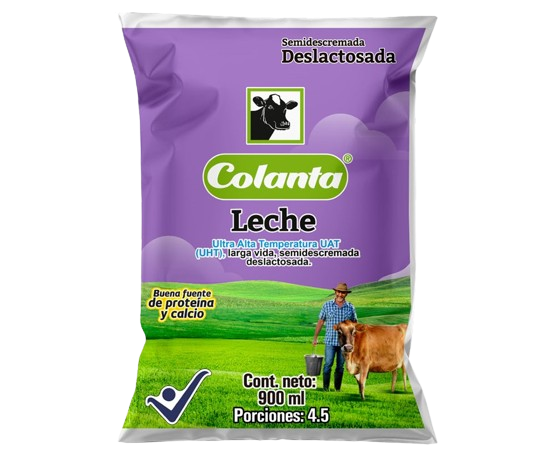 Semidescremada
Deslactosada
Colanta®
Leche
Ultra Alta Temperatura UAT
(UHT), larga vida, semidescremada
deslactosada.
Buena fuente
de proteína
y calcio
Cont. neto:
900 ml
Porciones: 4.5